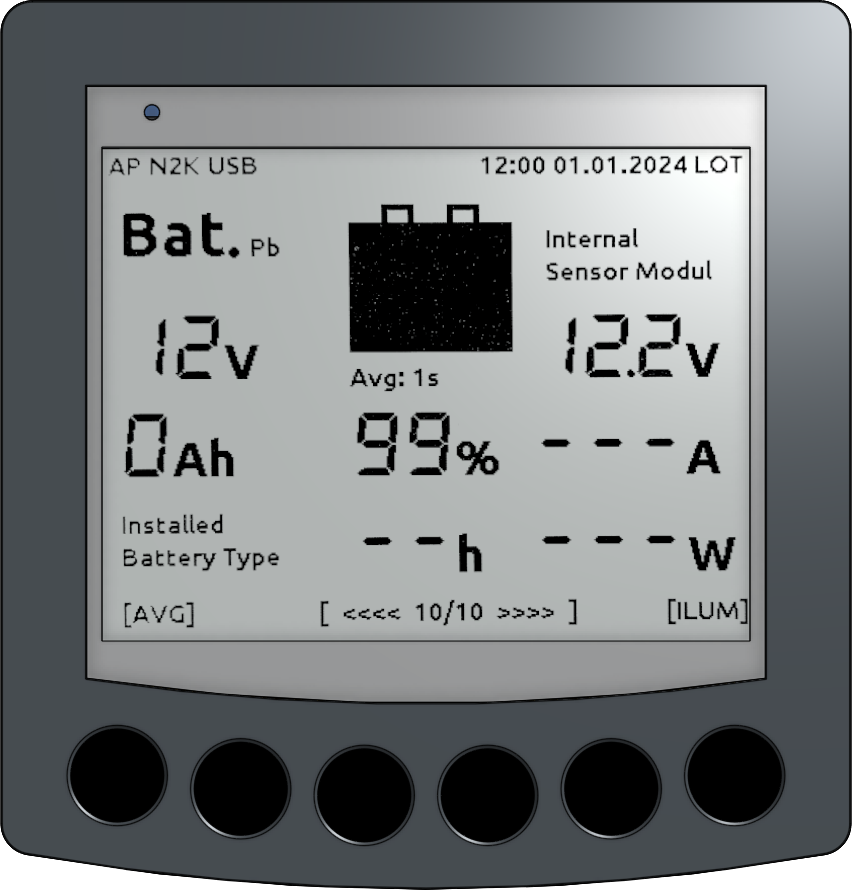 AP N2K USB 12:00 01.01.2024 LOT
Bat. Pb
Internal
Sensor Modul
12V
12.2V
Avg: 1s
0Ah
99%
- - - A
Installed
Battery Type
- - h
- - - W
[AVG] [ <<<< 10/10 >>>> ] [ILUM]